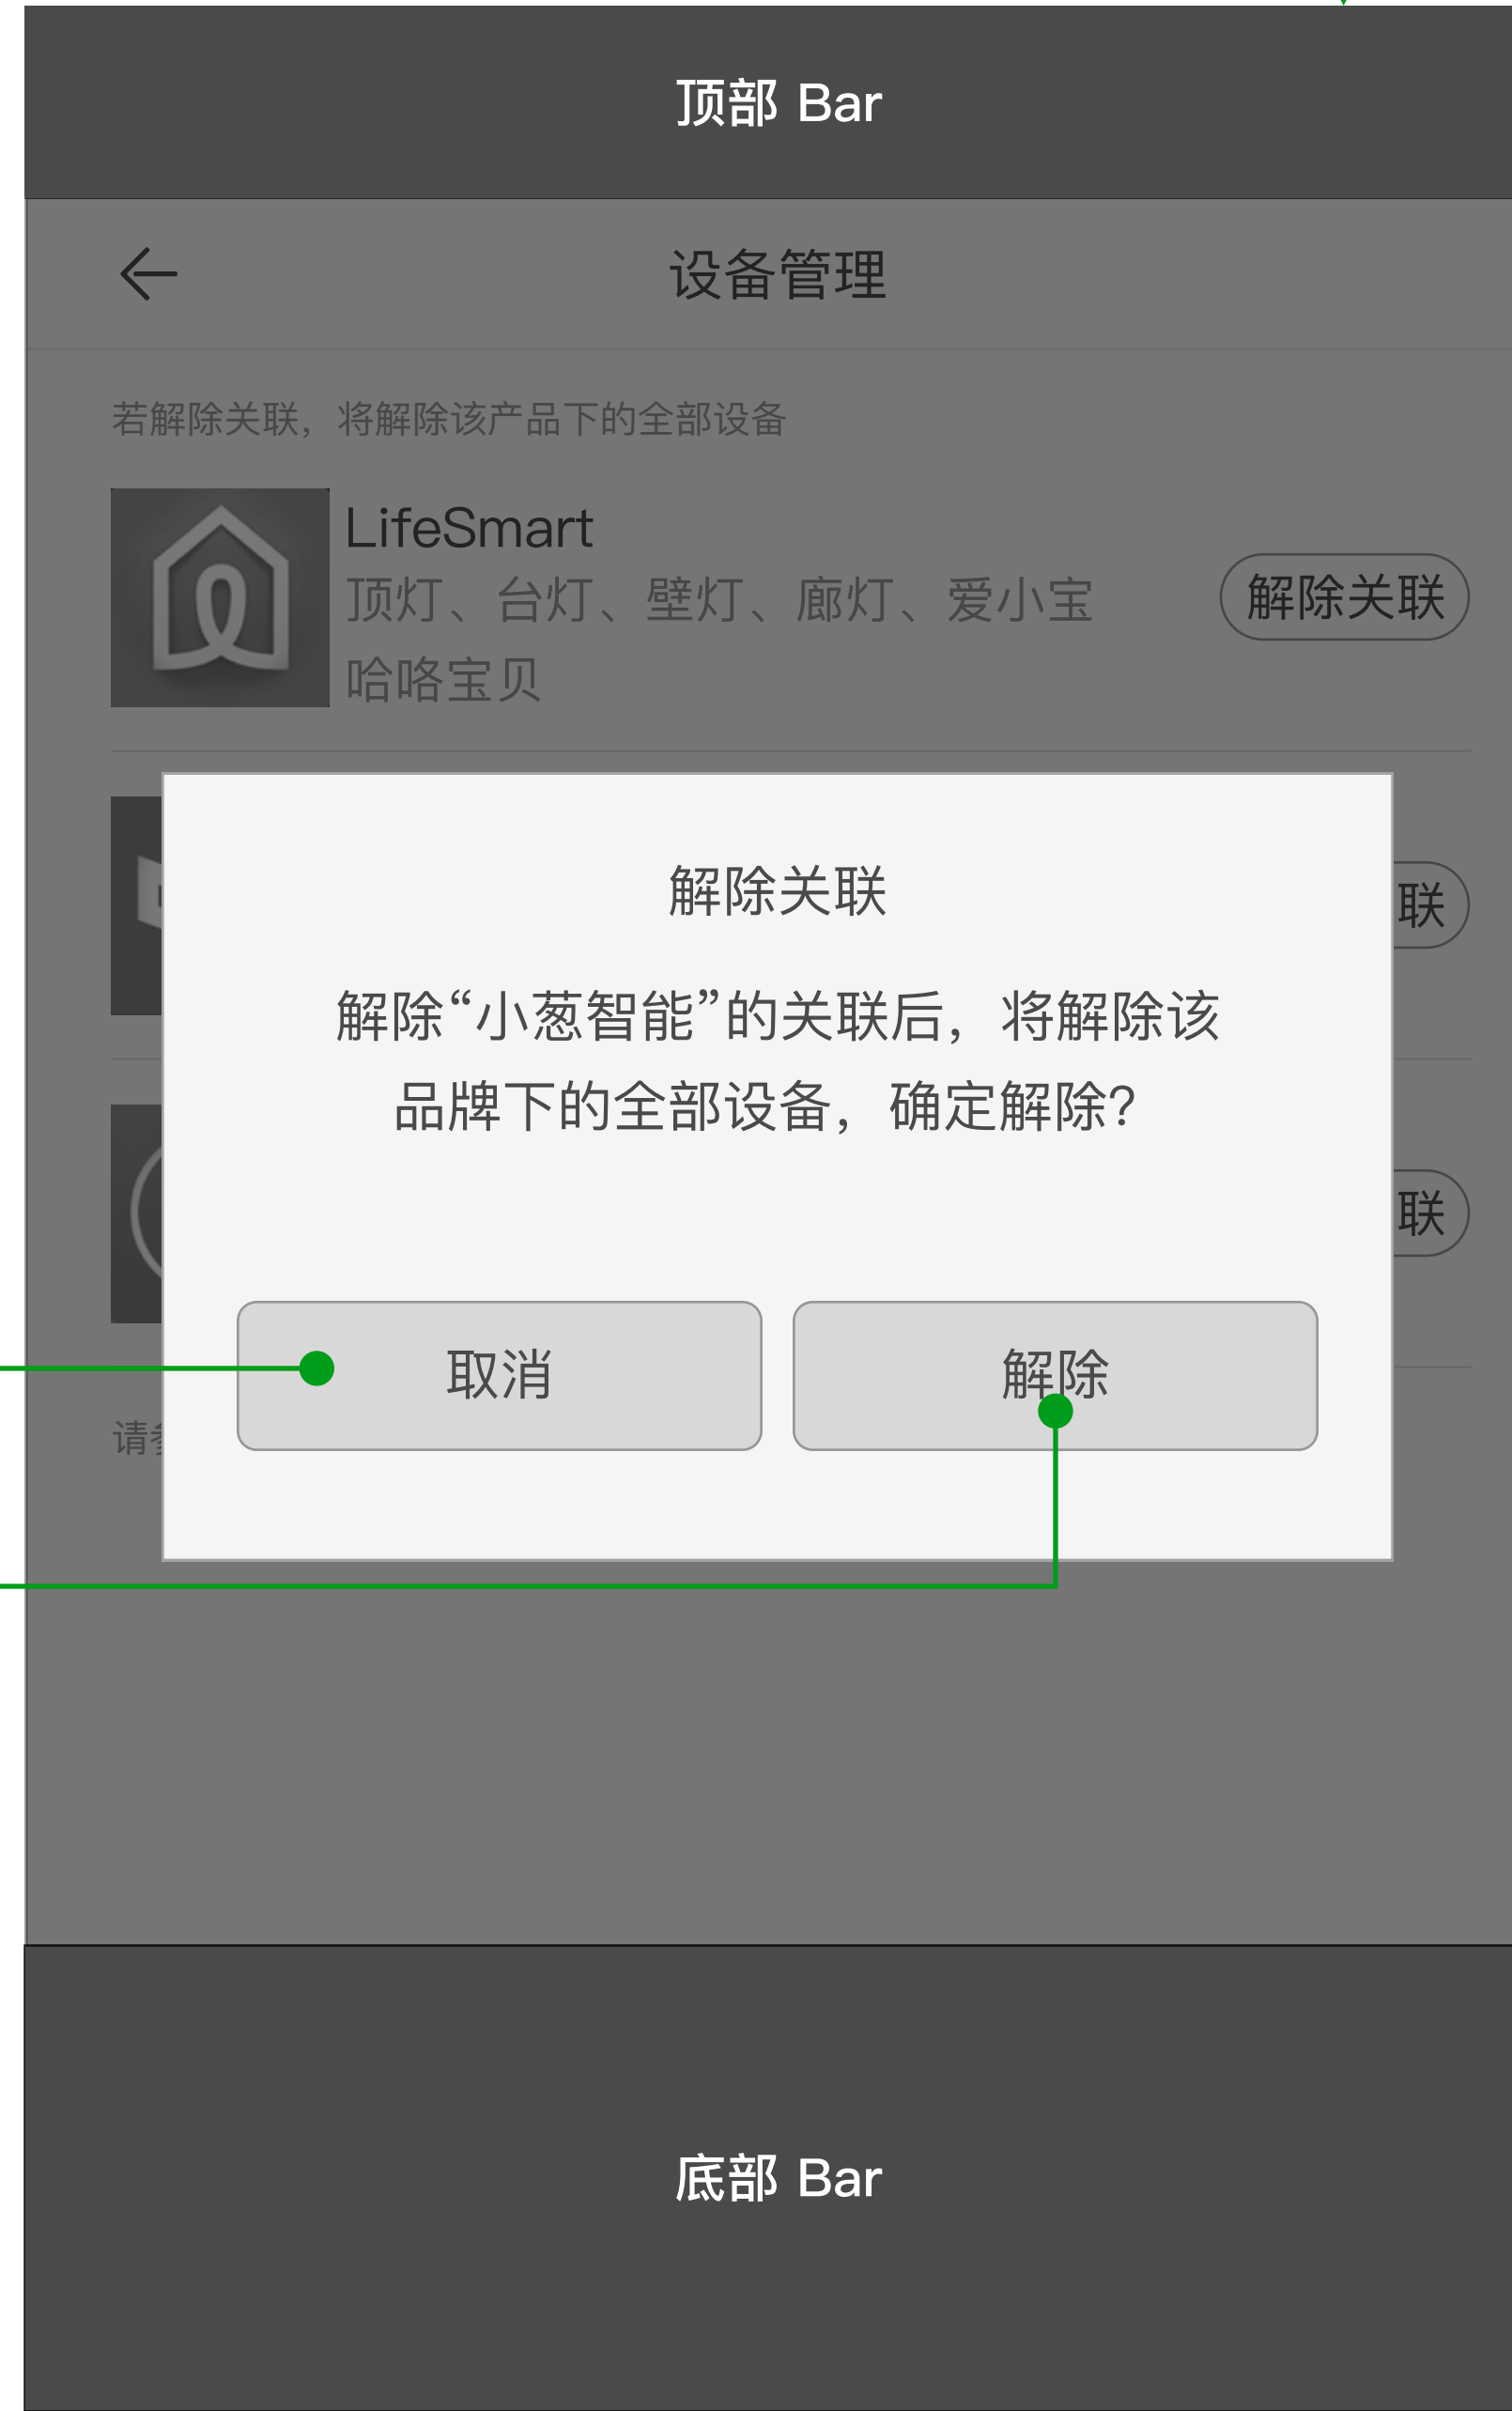 顶部 Bar
设备管理
若解除关联，将解除该产品下的全部设备
LifeSmart
顶灯、台灯、壁灯、廊灯、爱小宝
哈咯宝贝
解除关联
联
解除关联
解除“小葱智能”的关联后，将解除该
品牌下的全部设备，确定解除？
联
取消
解除
请
底部 Bar